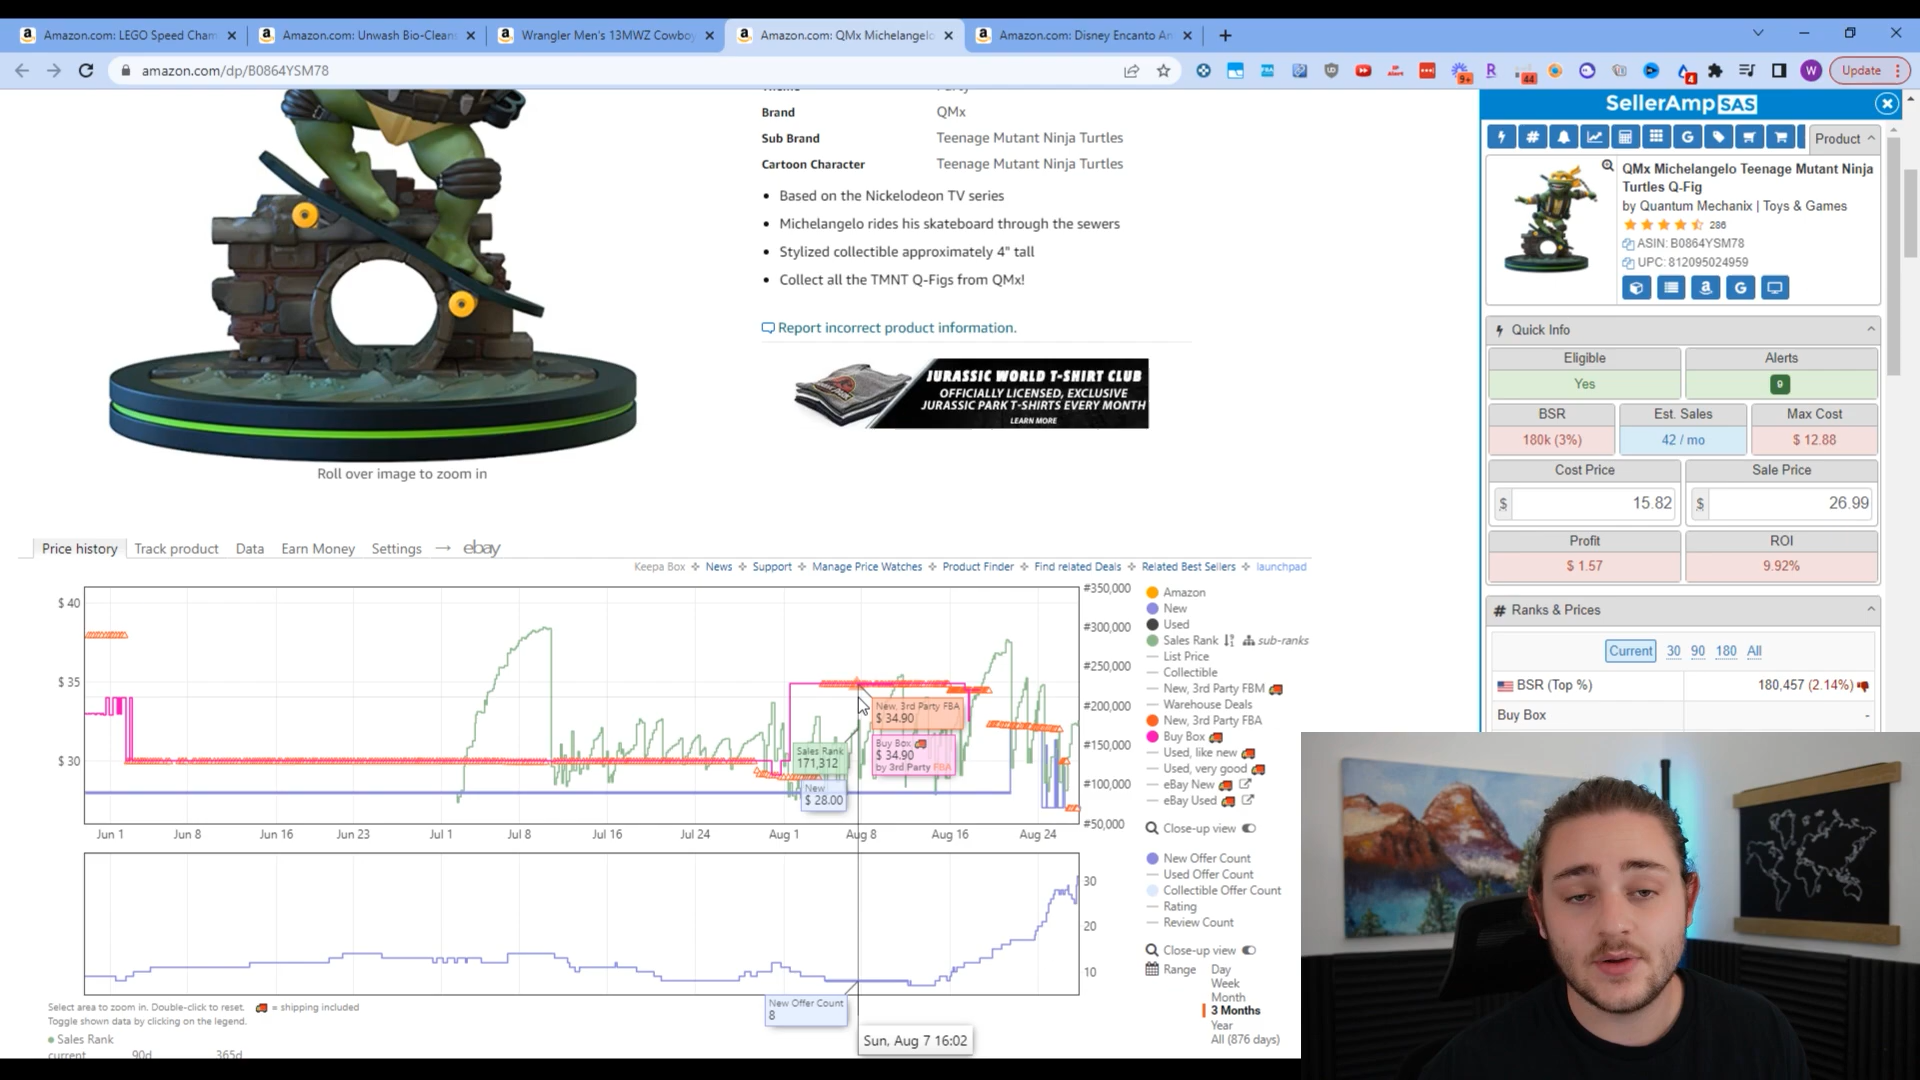 Amazon.com: LEGO Speed Cham
Amazon.com: Unwash Bio-Cleans
Wrangler Men's 13MWZ Cowboy
Amazon.com: QMx Michelangelo
Amazon.com: Disney Encanto An
amazon.com/dp/B0864YSM78
9+
44
4
W
Update
Brand QMx
Sub Brand Teenage Mutant Ninja Turtles
Cartoon Character Teenage Mutant Ninja Turtles
Based on the Nickelodeon TV series
Michelangelo rides his skateboard through the sewers
Stylized collectible approximately 4" tall
Collect all the TMNT Q-Figs from QMx!
Report incorrect product information.
JURASSIC WORLD T-SHIRT CLUB
OFFICIALLY LICENSED, EXCLUSIVE
JURASSIC PARK T-SHIRTS EVERY MONTH
LEARN MORE
Roll over image to zoom in
Price history Track product Data Earn Money Settings → ebay
Keepa Box News Support Manage Price Watches Product Finder Find related Deals Related Best Sellers launchpad
$ 40
$ 35
$ 30
#350,000
#300,000
#250,000
#200,000
#150,000
#100,000
#50,000
New, 3rd Party FBA
$ 34.90
Sales Rank
171,312
Buy Box
$ 34.90
by 3rd Party FBA
New
$ 28.00
Jun 1 Jun 8 Jun 16 Jun 23 Jul 1 Jul 8 Jul 16 Jul 24 Aug 1 Aug 8 Aug 16 Aug 24
Amazon
New
Used
Sales Rank sub-ranks
List Price
Collectible
New, 3rd Party FBM
Warehouse Deals
New, 3rd Party FBA
Buy Box
Used, like new
Used, very good
eBay New
eBay Used
Close-up view
30
20
10
New Offer Count
Used Offer Count
Collectible Offer Count
Rating
Review Count
Close-up view
Range Day
Week
Month
3 Months
Year
All (876 days)
Select area to zoom in. Double-click to reset. = shipping included
Toggle shown data by clicking on the legend.
New Offer Count
8
Sun, Aug 7 16:02
Sales Rank
current 90d 365d
SellerAmp SAS
Product
QMx Michelangelo Teenage Mutant Ninja
Turtles Q-Fig
by Quantum Mechanix | Toys & Games
286
ASIN: B0864YSM78
UPC: 812095024959
Quick Info
Eligible Alerts
Yes 9
BSR Est. Sales Max Cost
180k (3%) 42 / mo $ 12.88
Cost Price Sale Price
$ 15.82 $ 26.99
Profit ROI
$ 1.57 9.92%
# Ranks & Prices
Current 30 90 180 All
BSR (Top %) 180,457 (2.14%)
Buy Box -